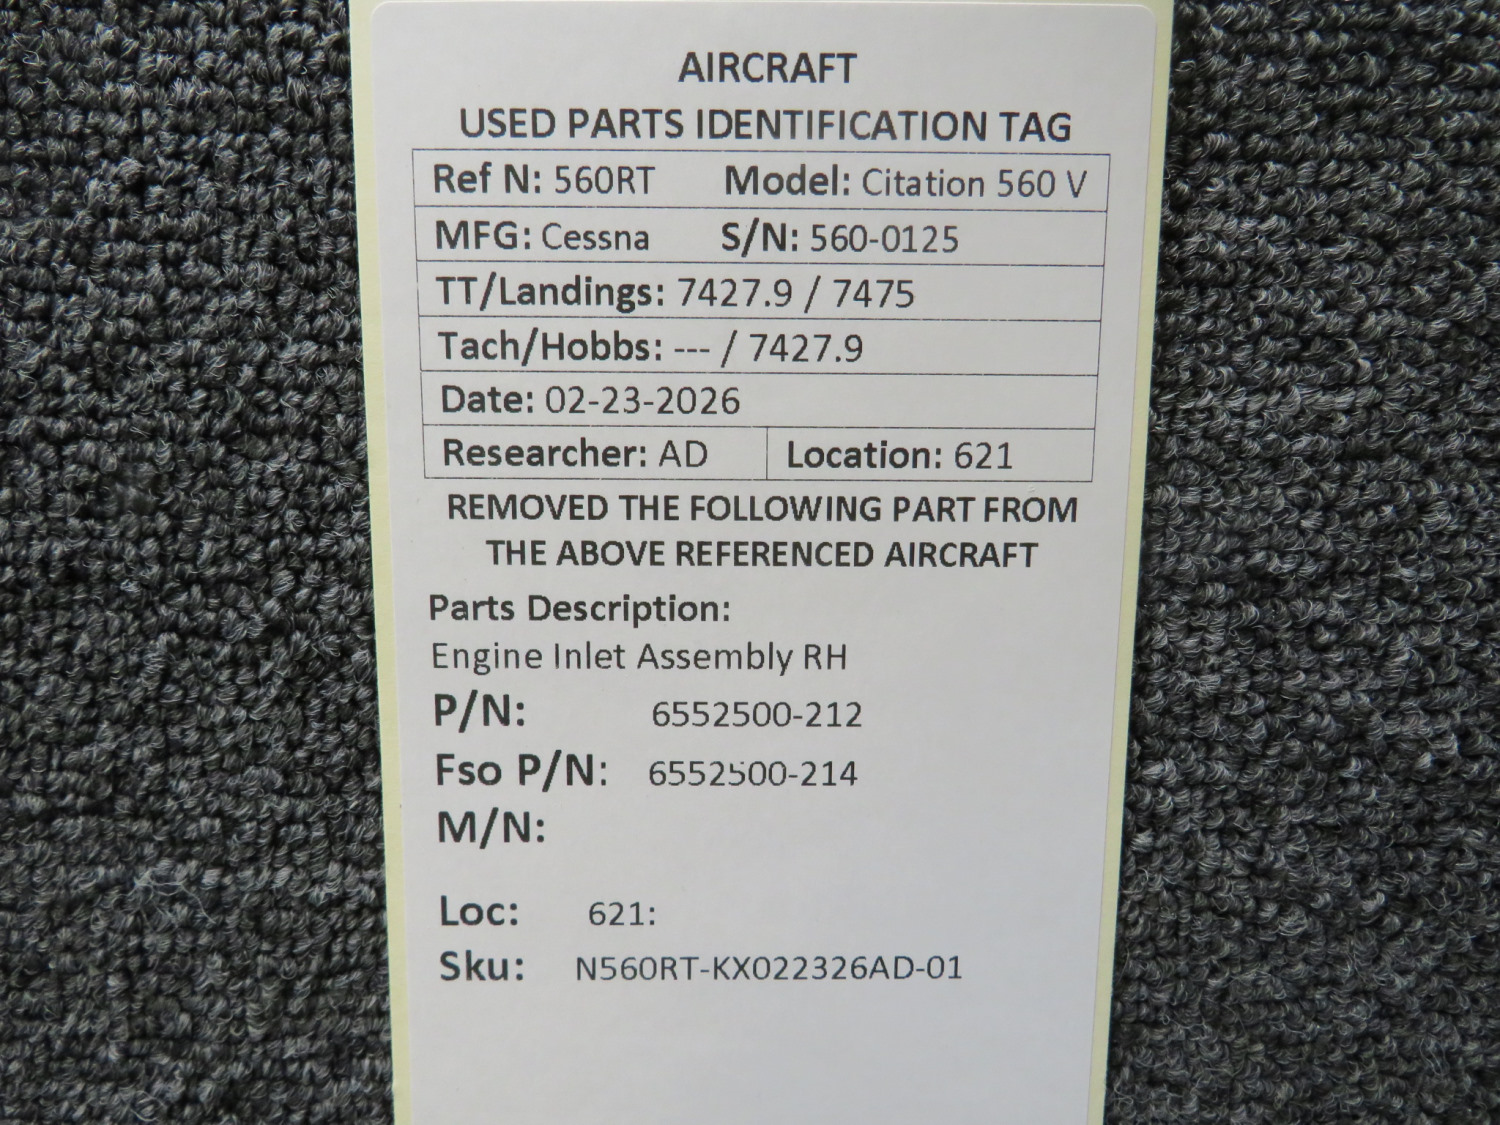 AIRCRAFT
USED PARTS IDENTIFICATION TAG
Ref N: 560RT Model: Citation 560 V
MFG: Cessna S/N: 560-0125
TT/Landings: 7427.9 / 7475
Tach/Hobbs: --- / 7427.9
Date: 02-23-2026
Researcher: AD Location: 621
REMOVED THE FOLLOWING PART FROM
THE ABOVE REFERENCED AIRCRAFT
Parts Description:
Engine Inlet Assembly RH
P/N: 6552500-212
Fso P/N: 6552500-214
M/N:
Loc: 621:
Sku: N560RT-KX022326AD-01